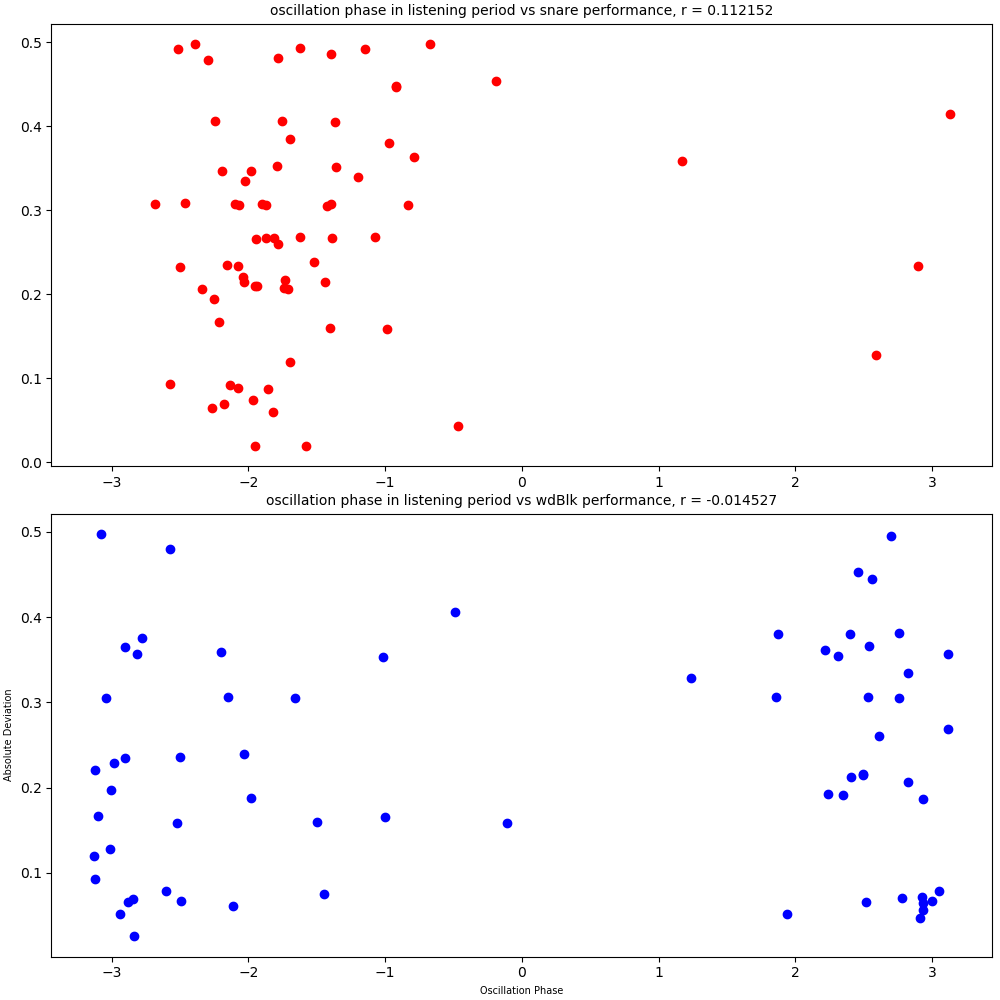 oscillation phase in listening period vs snare performance, r = 0.112152
0.5
0.4
0.3
0.2
0.1
0.0
−3 −2 −1 0 1 2 3
oscillation phase in listening period vs wdBlk performance, r = -0.014527
0.5
0.4
0.3
0.2
0.1
Absolute Deviation
−3 −2 −1 0 1 2 3
Oscillation Phase